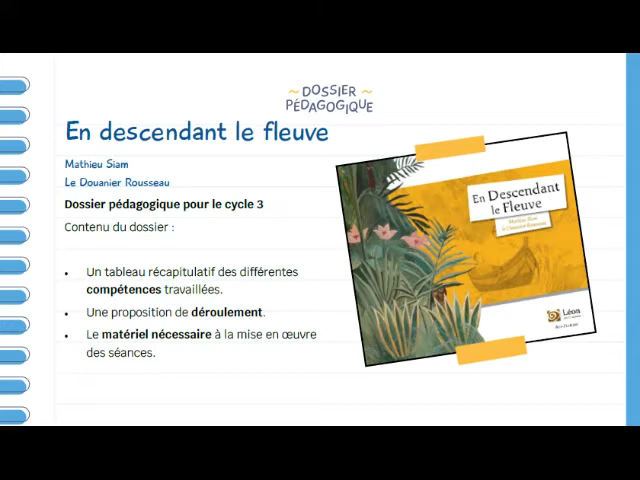 ~ DOSSIER ~
PÉDAGOGIQUE
En descendant le fleuve
Mathieu Siam
Le Douanier Rousseau
Dossier pédagogique pour le cycle 3
Contenu du dossier :
• Un tableau récapitulatif des différentes
compétences travaillées.
• Une proposition de déroulement.
• Le matériel nécessaire à la mise en œuvre
des séances.
En Descendant
le Fleuve
Mathieu Siam
Léon